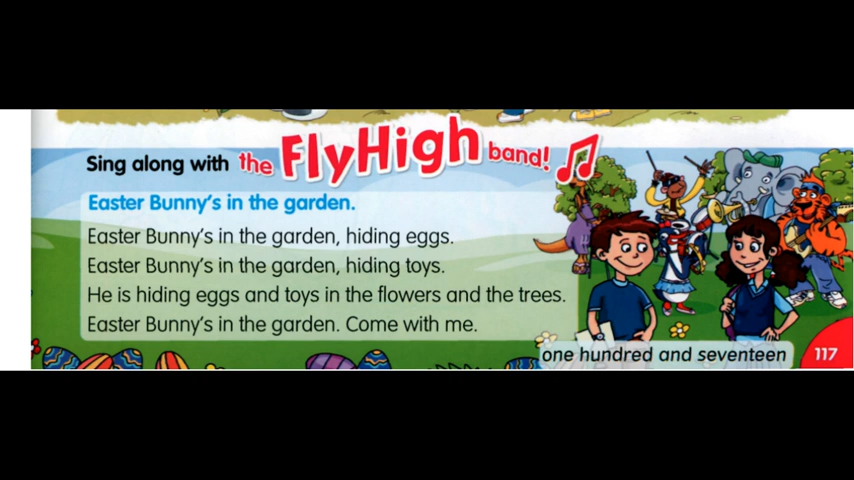 Sing along with the FlyHigh band!
Easter Bunny's in the garden.
Easter Bunny's in the garden, hiding eggs.
Easter Bunny's in the garden, hiding toys.
He is hiding eggs and toys in the flowers and the trees.
Easter Bunny's in the garden. Come with me.
one hundred and seventeen 117